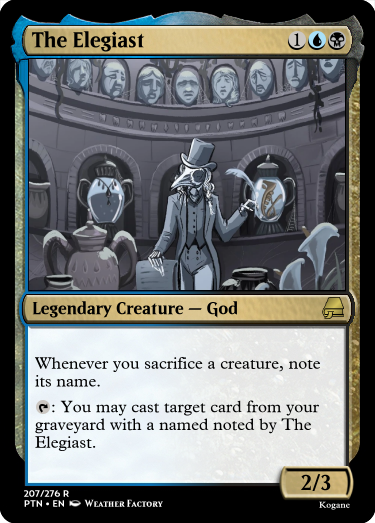 The Elegiast 1
Legendary Creature — God
Whenever you sacrifice a creature, note
its name.
: You may cast target card from your
graveyard with a named noted by The
Elegiast.
2/3
207/276 R
PTN • EN Weather Factory
Kogane